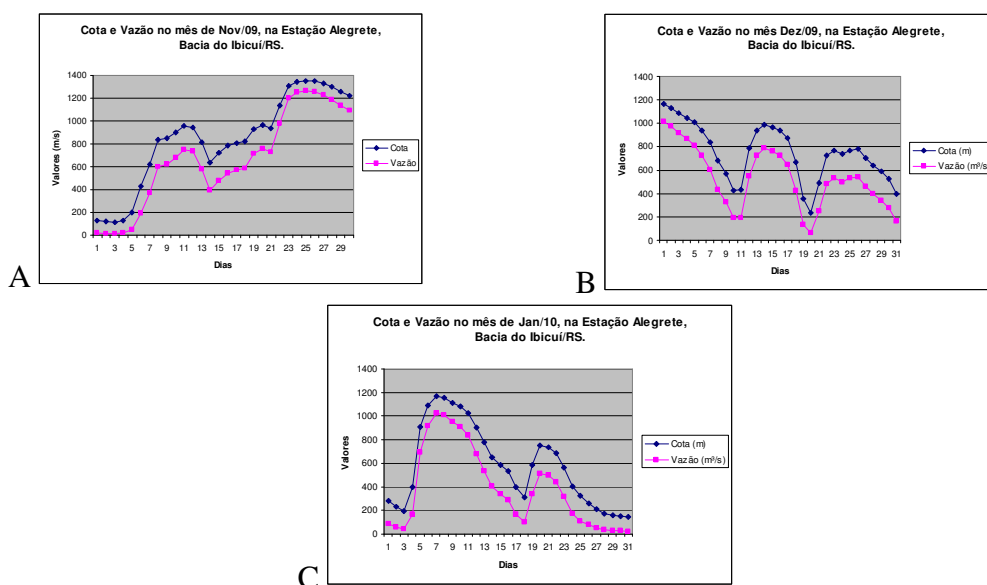 Cota e Vazão no mês de Nov/09, na Estação Alegrete,
Bacia do Ibicuí/RS.
Valores (m/s)
1400
1200
1000
800
600
400
200
0
1 3 5 7 9 11 13 15 17 19 21 23 25 27 29
Dias
Cota
Vazão
A
Cota e Vazão no mês Dez/09, na Estação Alegrete,
Bacia do Ibicuí/RS.
Valores
1400
1200
1000
800
600
400
200
0
1 3 5 7 9 11 13 15 17 19 21 23 25 27 29 31
Dias
Cota (m)
Vazão (m³/s)
B
Cota e Vazão no mês de Jan/10, na Estação Alegrete,
Bacia do Ibicuí/RS.
Valores
1400
1200
1000
800
600
400
200
0
1 3 5 7 9 11 13 15 17 19 21 23 25 27 29 31
Dias
Cota (m)
Vazão (m³/s)
C